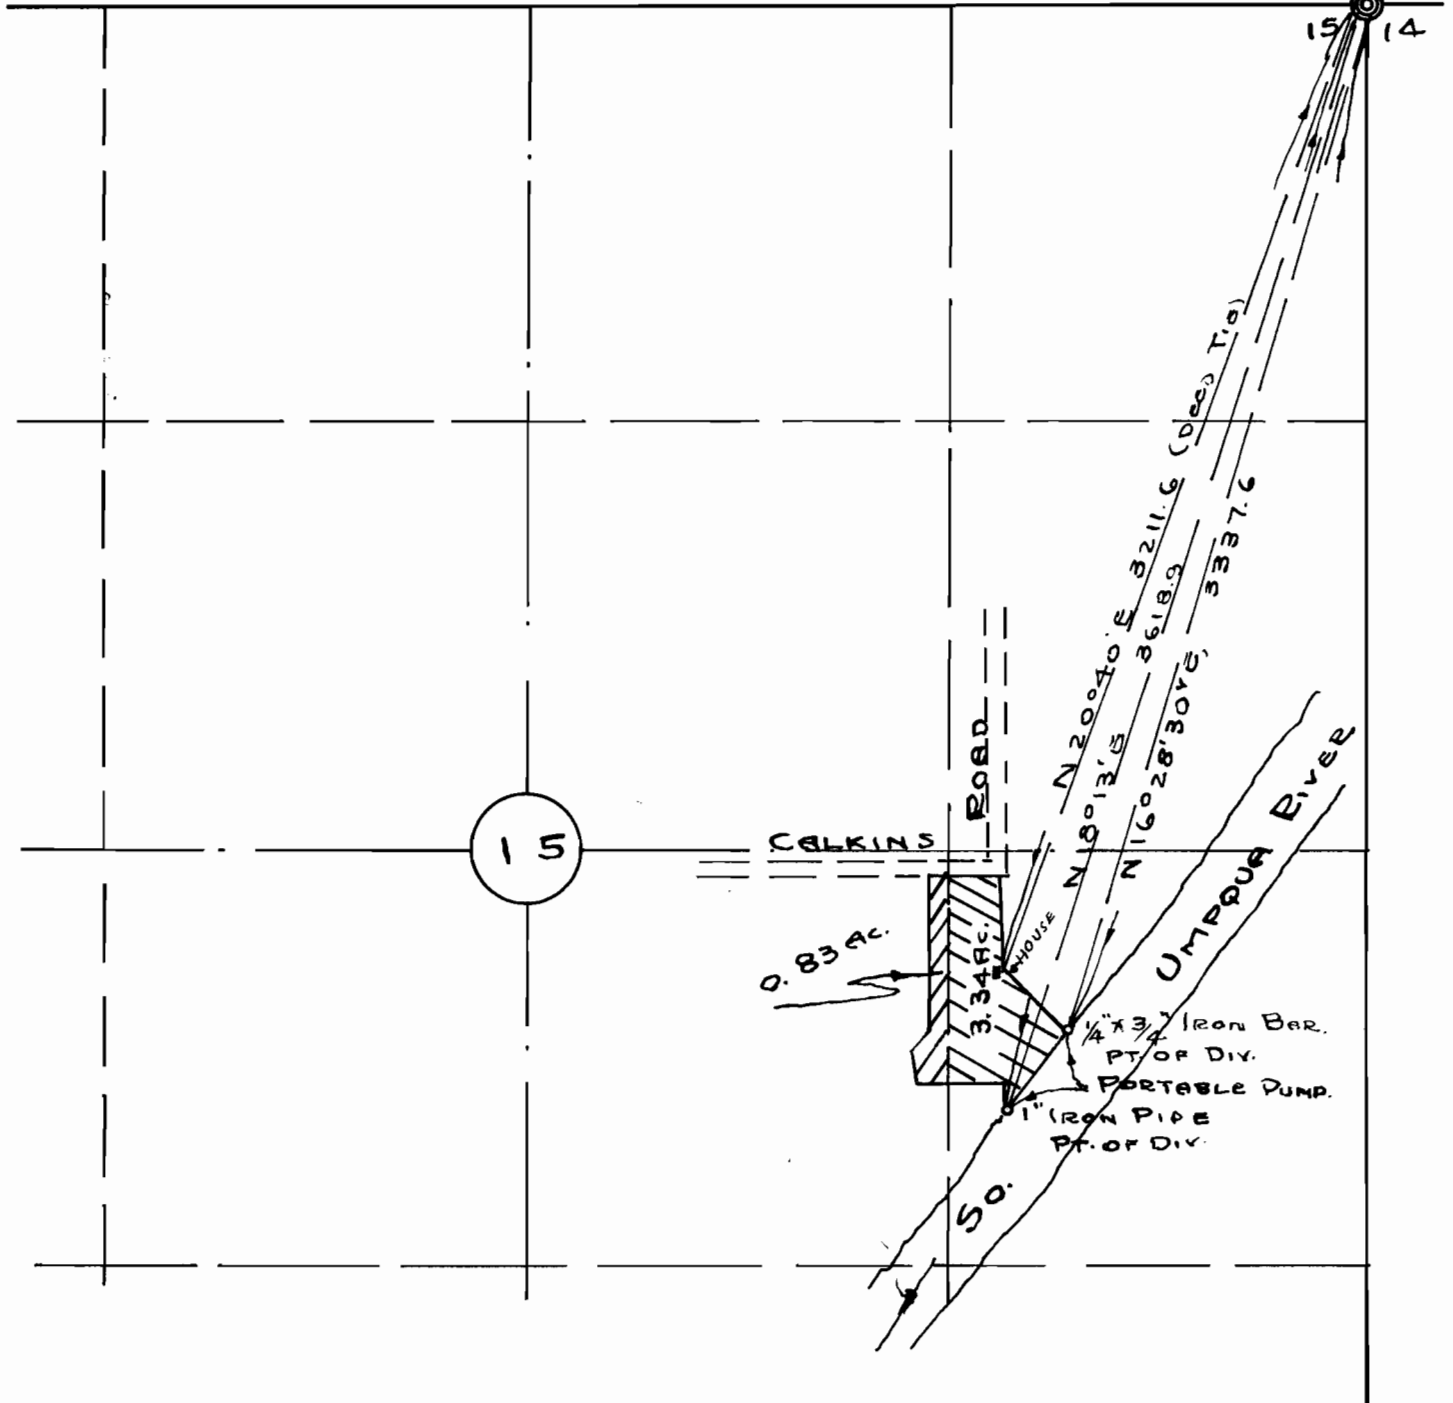 15 14
N 20°40' E 3211.6 (Deed Tie)
N 18°13' E 3618.9
N 16°28'30" E, 3337.6
CALKINS
ROAD
15
0.83 Ac.
3.34 Ac.
HOUSE
UMPQUA RIVER
1/4" x 3/4" IRON BAR.
PT. OF DIV.
PORTABLE PUMP.
1" IRON PIPE
PT. OF DIV.
SO.